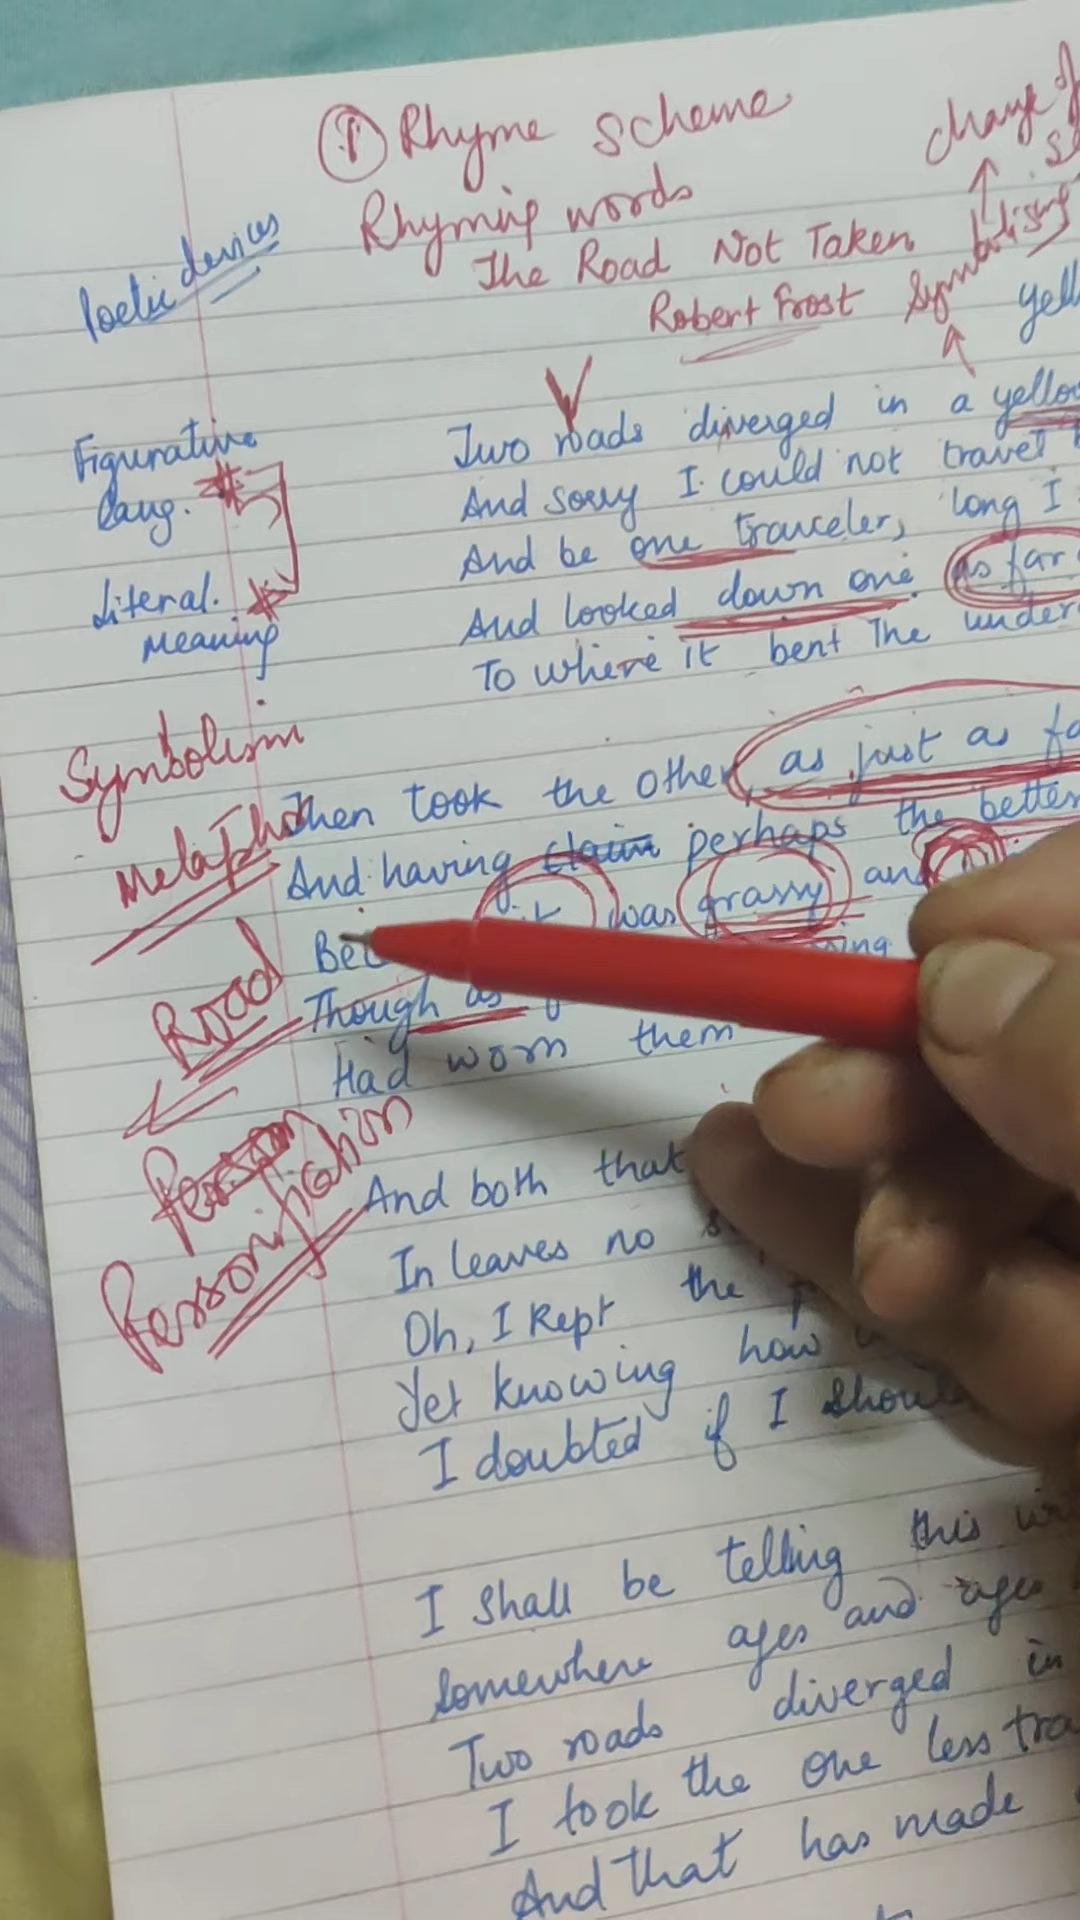 ① Rhyme scheme
Rhyming words
change of
The Road Not Taken
Symbolising
Robert Frost
Poetic devices
Figurative
lang.
Literal.
meaning
Symbolism
Metaphor
Road
Personification
Two roads diverged in a yellow
And sorry I could not travel
And be one traveler, long I
And looked down one as far
To where it bent The under
Then took the other, as just as fa
And having claim perhaps the better
it was grassy and
Though as
Had worn them
And both that
In leaves no
Oh, I kept the
Yet knowing how
I doubted if I shoul
I shall be telling this
Somewhere ages and ages
Two roads diverged in
I took the one less tra
And that has made